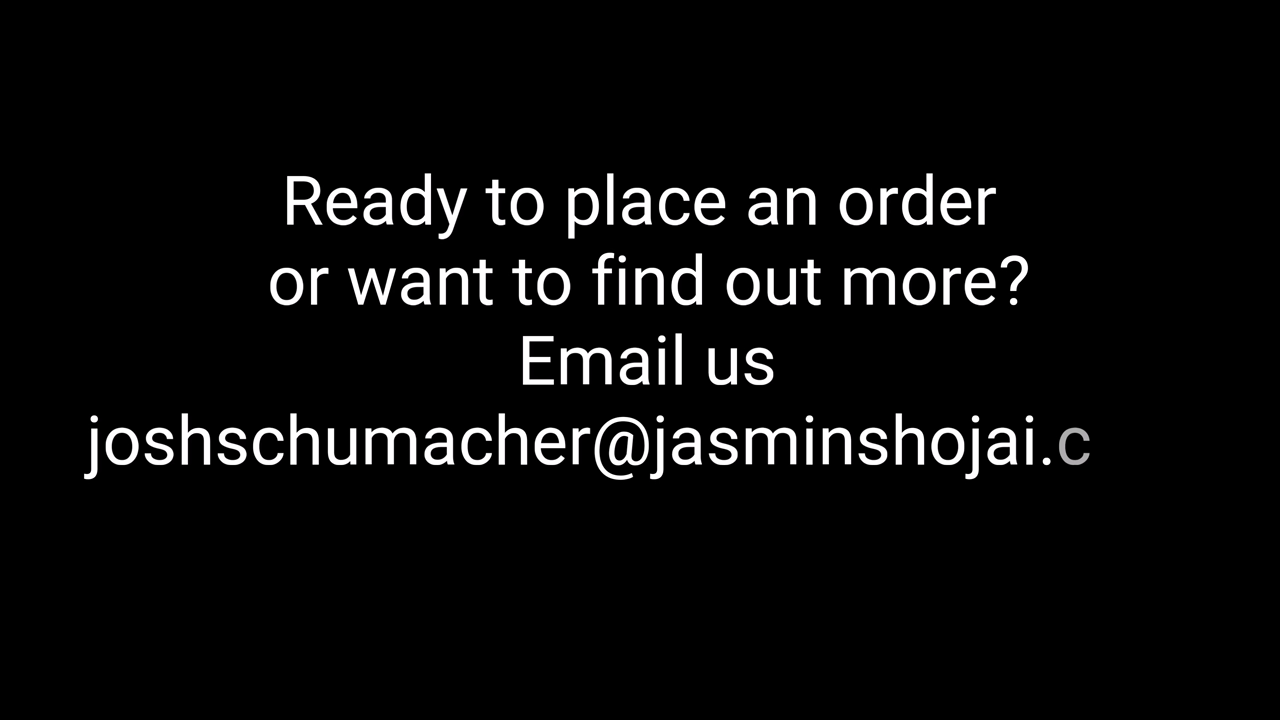 Ready to place an order
or want to find out more?
Email us
joshschumacher@jasminshojai.c